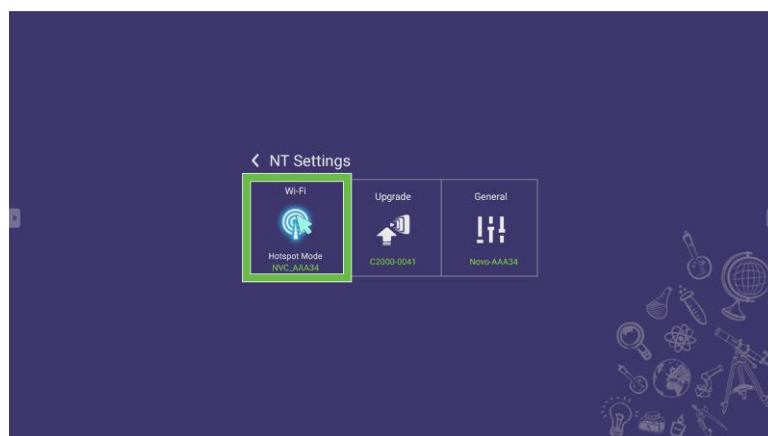 NT Settings
Wi-Fi
Hotspot Mode
NVC_AAA34
Upgrade
C2000-0041
General
Novo-AAA34